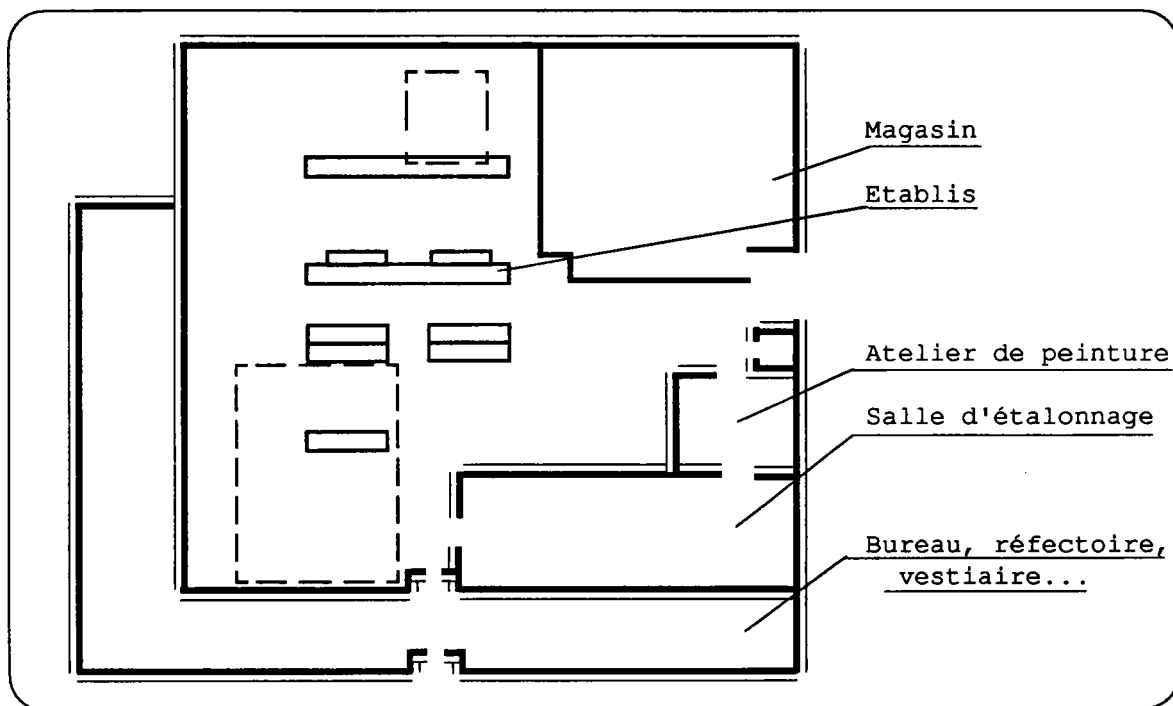 Magasin
Etablis
Atelier de peinture
Salle d'étalonnage
Bureau, réfectoire,
vestiaire...